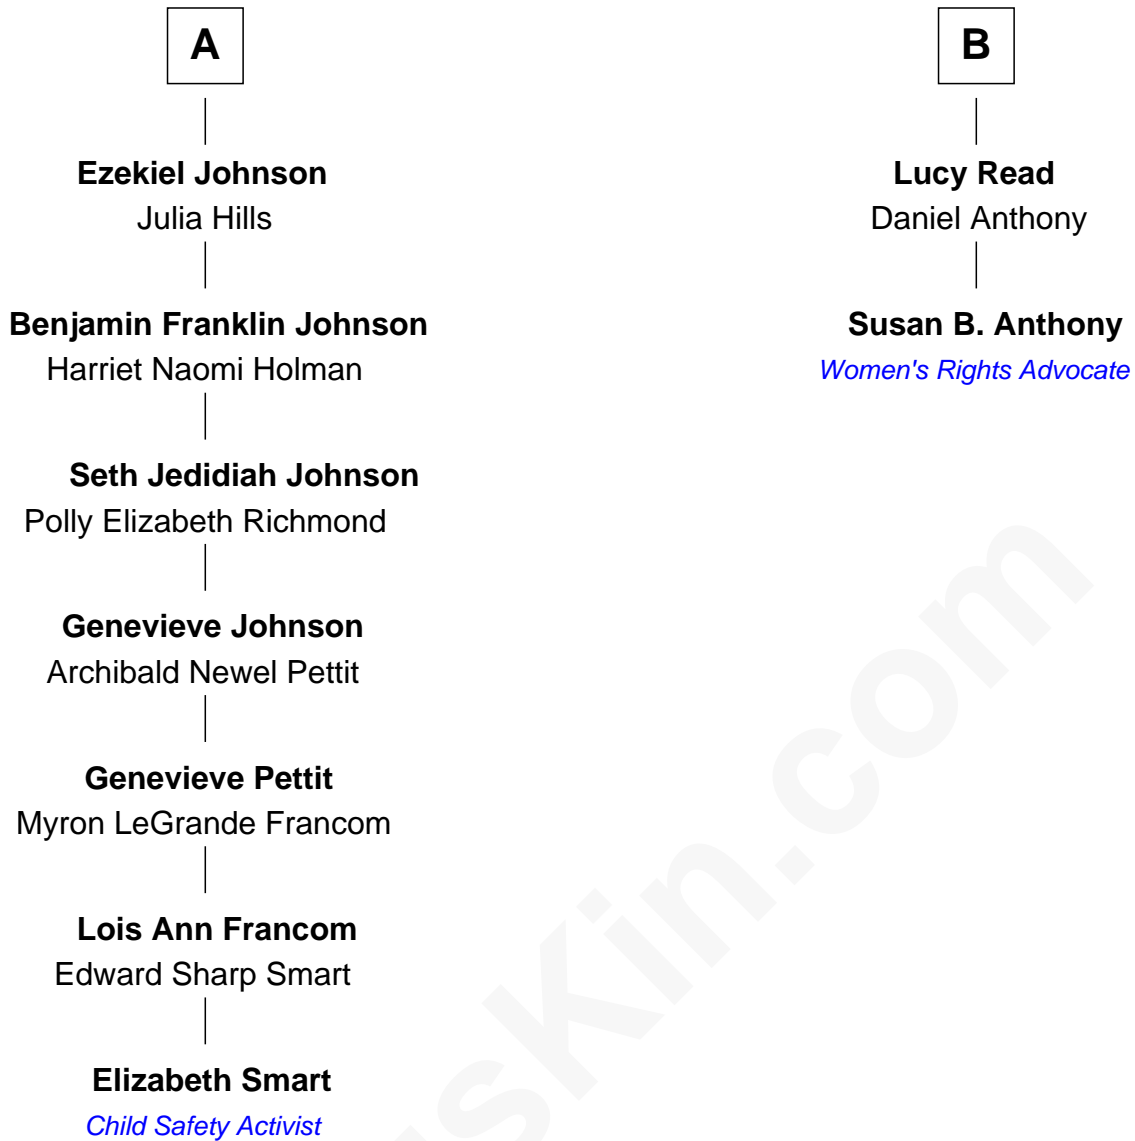 A
Ezekiel Johnson
Julia Hills
Benjamin Franklin Johnson
Harriet Naomi Holman
Seth Jedidiah Johnson
Polly Elizabeth Richmond
Genevieve Johnson
Archibald Newel Pettit
Genevieve Pettit
Myron LeGrande Francom
Lois Ann Francom
Edward Sharp Smart
Elizabeth Smart
Child Safety Activist
B
Lucy Read
Daniel Anthony
Susan B. Anthony
Women's Rights Advocate
sKin.com